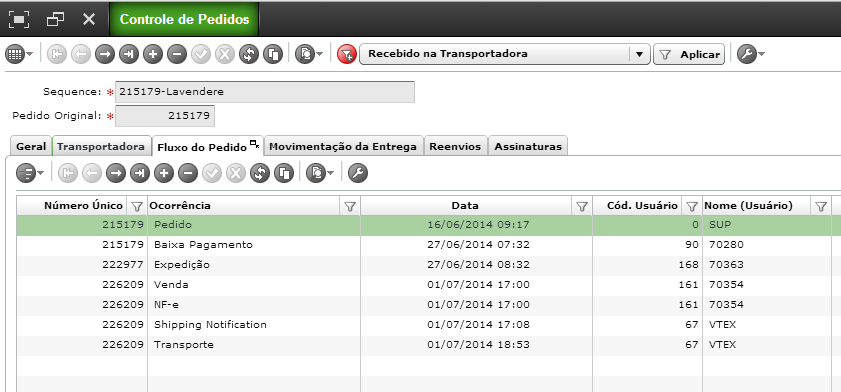 Controle de Pedidos
Recebido na Transportadora Aplicar
Sequence: * 215179-Lavendere
Pedido Original: * 215179
Geral Transportadora Fluxo do Pedido Movimentação da Entrega Reenvios Assinaturas
Número Único Ocorrência Data Cód. Usuário Nome (Usuário)
215179 Pedido 16/06/2014 09:17 0 SUP
215179 Baixa Pagamento 27/06/2014 07:32 90 70280
222977 Expedição 27/06/2014 08:32 168 70363
226209 Venda 01/07/2014 17:00 161 70354
226209 NF-e 01/07/2014 17:00 161 70354
226209 Shipping Notification 01/07/2014 17:08 67 VTEX
226209 Transporte 01/07/2014 18:53 67 VTEX